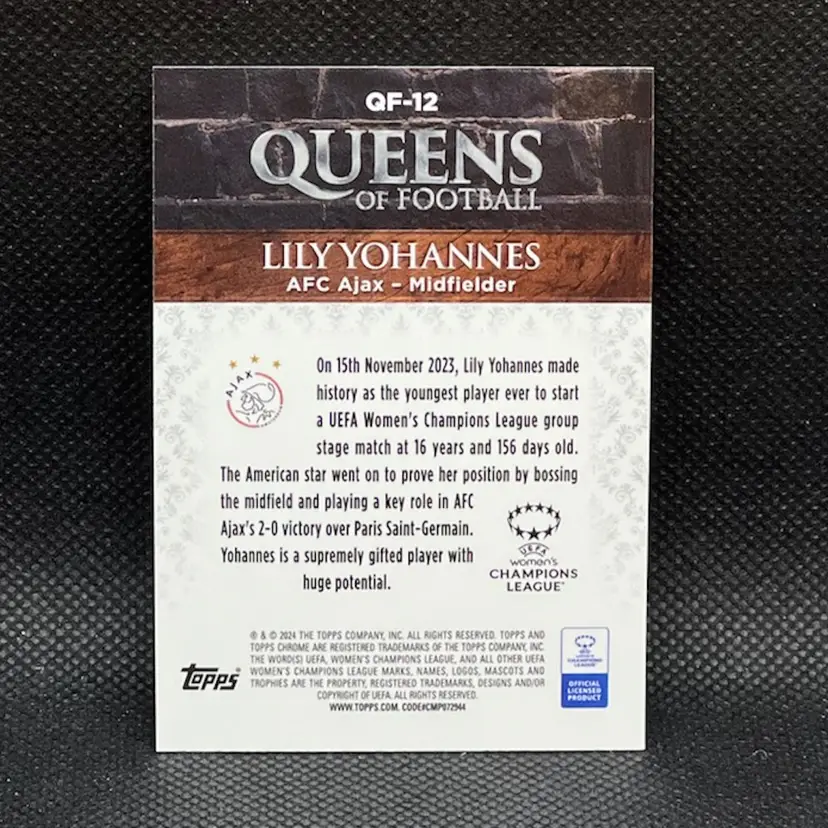 QF-12
QUEENS
OF FOOTBALL
LILY YOHANNES
AFC Ajax – Midfielder
AJAX
On 15th November 2023, Lily Yohannes made
history as the youngest player ever to start
a UEFA Women's Champions League group
stage match at 16 years and 156 days old.
The American star went on to prove her position by bossing
the midfield and playing a key role in AFC
Ajax's 2-0 victory over Paris Saint-Germain.
Yohannes is a supremely gifted player with
huge potential.
UEFA
women's
CHAMPIONS
LEAGUE
® & © 2024 THE TOPPS COMPANY, INC. ALL RIGHTS RESERVED. TOPPS AND
TOPPS CHROME ARE REGISTERED TRADEMARKS OF THE TOPPS COMPANY, INC.
THE WORD(S) UEFA, WOMEN'S CHAMPIONS LEAGUE, AND ALL OTHER UEFA
WOMEN'S CHAMPIONS LEAGUE MARKS, NAMES, LOGOS, MASCOTS AND
TROPHIES ARE THE PROPERTY, REGISTERED TRADEMARKS, DESIGNS AND/OR
COPYRIGHT OF UEFA. ALL RIGHTS RESERVED.
WWW.TOPPS.COM. CODE#CMP072944
Topps®
CHAMPIONS
LEAGUE
OFFICIAL
LICENSED
PRODUCT